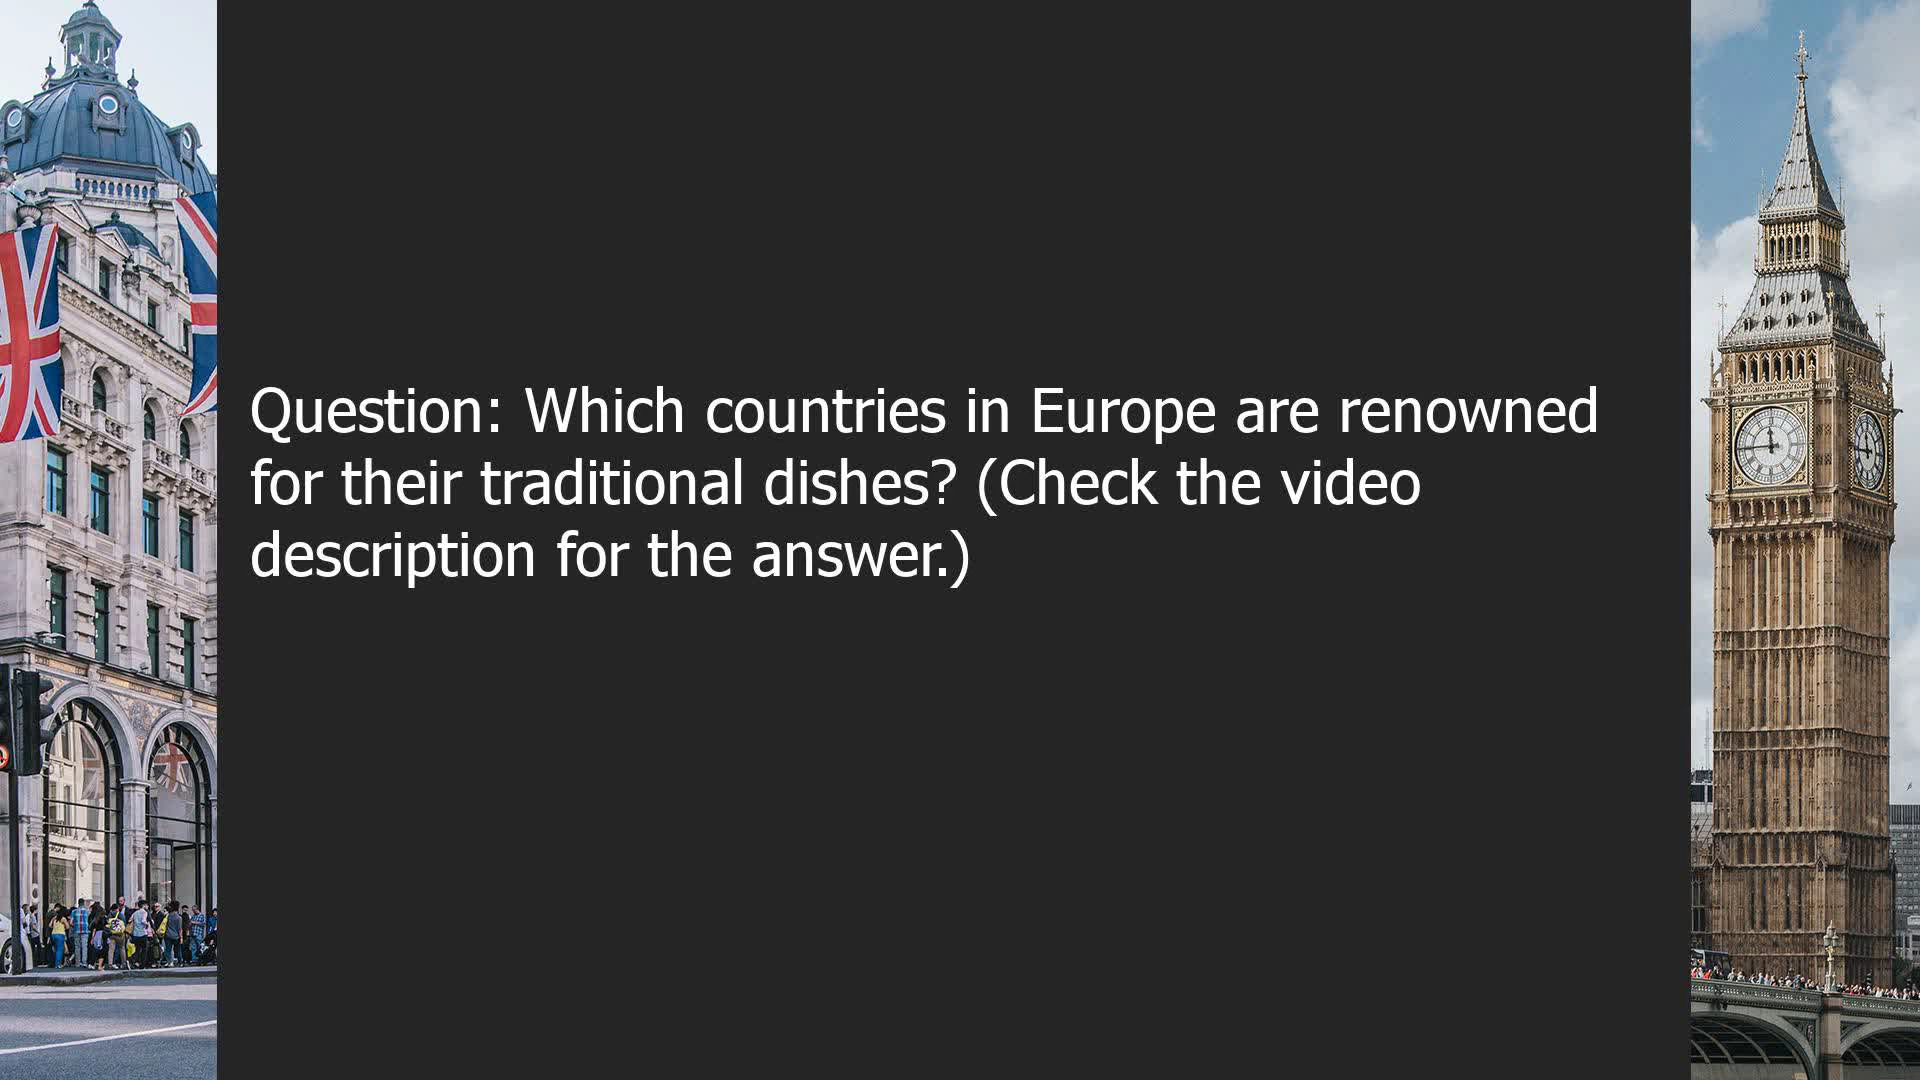 Question: Which countries in Europe are renowned
for their traditional dishes? (Check the video
description for the answer.)